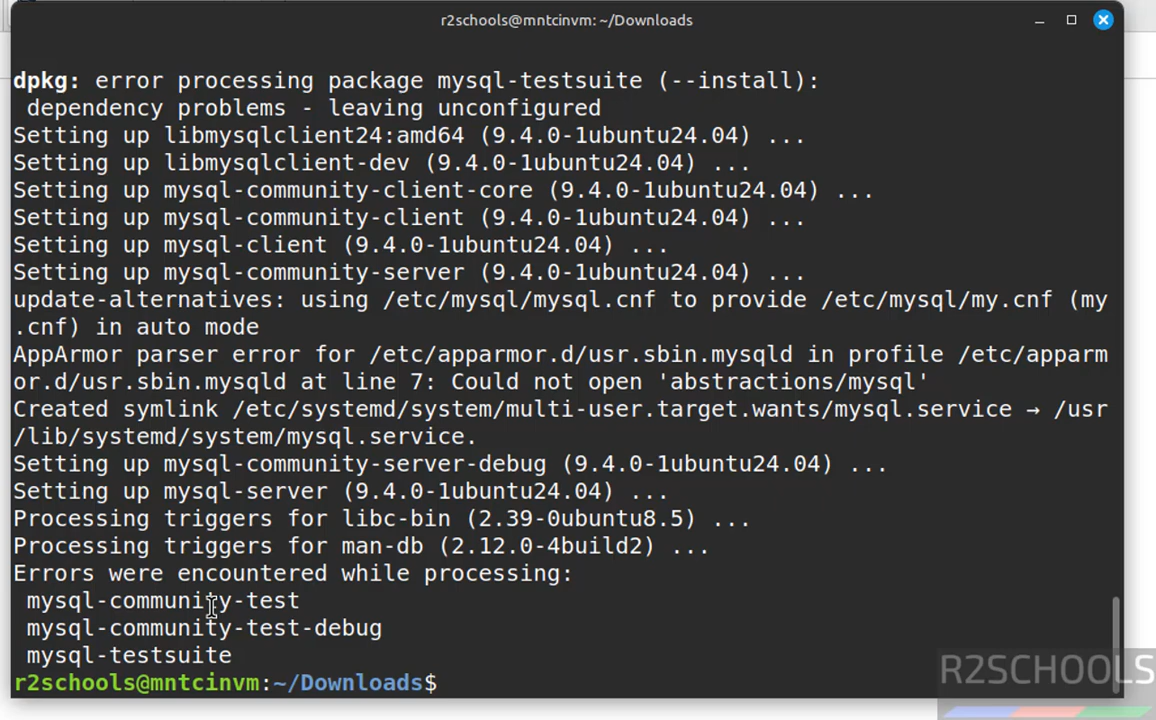 r2schools@mntcinvm: ~/Downloads
dpkg: error processing package mysql-testsuite (--install):
 dependency problems - leaving unconfigured
Setting up libmysqlclient24:amd64 (9.4.0-1ubuntu24.04) ...
Setting up libmysqlclient-dev (9.4.0-1ubuntu24.04) ...
Setting up mysql-community-client-core (9.4.0-1ubuntu24.04) ...
Setting up mysql-community-client (9.4.0-1ubuntu24.04) ...
Setting up mysql-client (9.4.0-1ubuntu24.04) ...
Setting up mysql-community-server (9.4.0-1ubuntu24.04) ...
update-alternatives: using /etc/mysql/mysql.cnf to provide /etc/mysql/my.cnf (my
.cnf) in auto mode
AppArmor parser error for /etc/apparmor.d/usr.sbin.mysqld in profile /etc/apparm
or.d/usr.sbin.mysqld at line 7: Could not open 'abstractions/mysql'
Created symlink /etc/systemd/system/multi-user.target.wants/mysql.service → /usr
/lib/systemd/system/mysql.service.
Setting up mysql-community-server-debug (9.4.0-1ubuntu24.04) ...
Setting up mysql-server (9.4.0-1ubuntu24.04) ...
Processing triggers for libc-bin (2.39-0ubuntu8.5) ...
Processing triggers for man-db (2.12.0-4build2) ...
Errors were encountered while processing:
 mysql-community-test
 mysql-community-test-debug
 mysql-testsuite
r2schools@mntcinvm:~/Downloads$
R2SCHOOLS